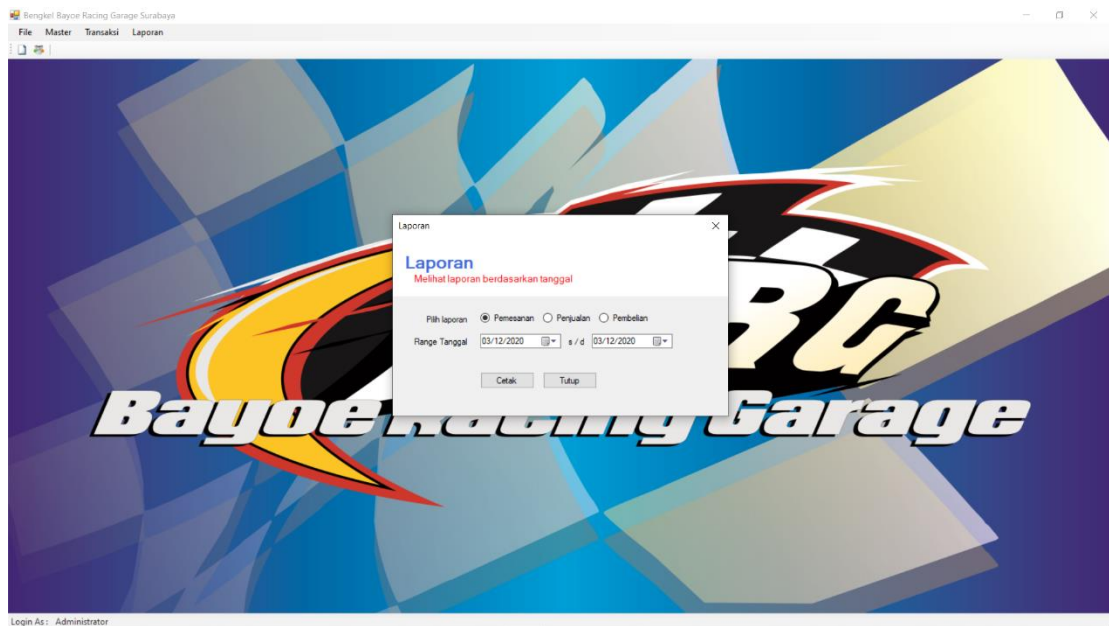 Bengkel Bayoe Racing Garage Surabaya
File Master Transaksi Laporan
Laporan
Laporan
Melihat laporan berdasarkan tanggal
Pilih laporan Pemesanan Penjualan Pembelian
Range Tanggal 03/12/2020 s / d 03/12/2020
Cetak Tutup
RG
Bayoe Racing Garage
Login As : Administrator